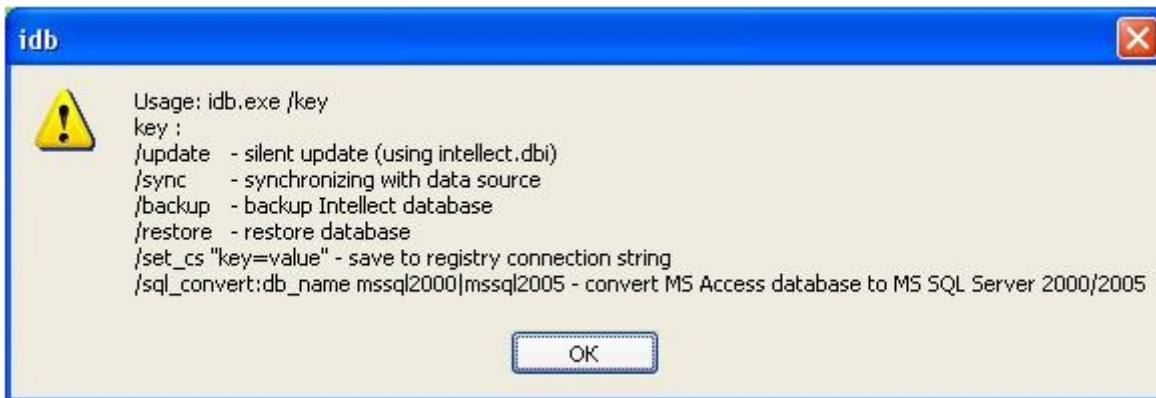 idb
Usage: idb.exe /key
key :
/update - silent update (using intellect.dbi)
/sync - synchronizing with data source
/backup - backup Intellect database
/restore - restore database
/set_cs "key=value" - save to registry connection string
/sql_convert:db_name mssql2000|mssql2005 - convert MS Access database to MS SQL Server 2000/2005
OK